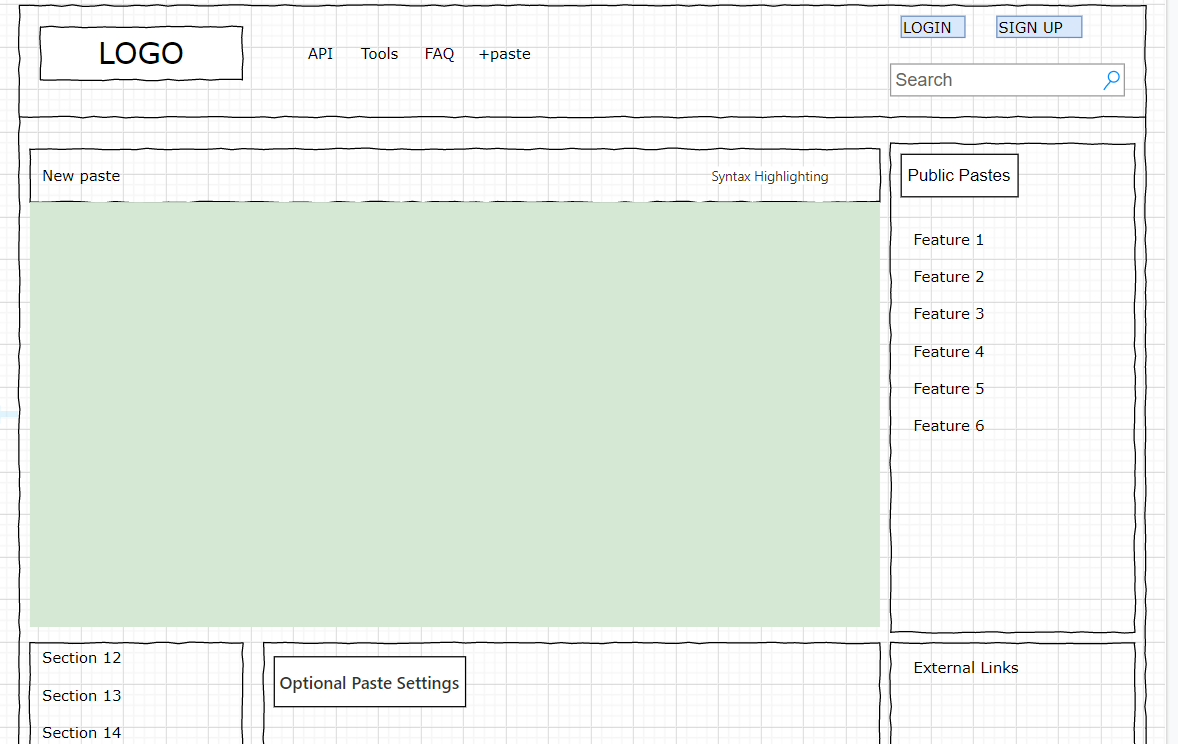 LOGO
API Tools FAQ +paste
LOGIN SIGN UP
Search
New paste Syntax Highlighting
Public Pastes
Feature 1
Feature 2
Feature 3
Feature 4
Feature 5
Feature 6
Section 12
Section 13
Section 14
Optional Paste Settings
External Links